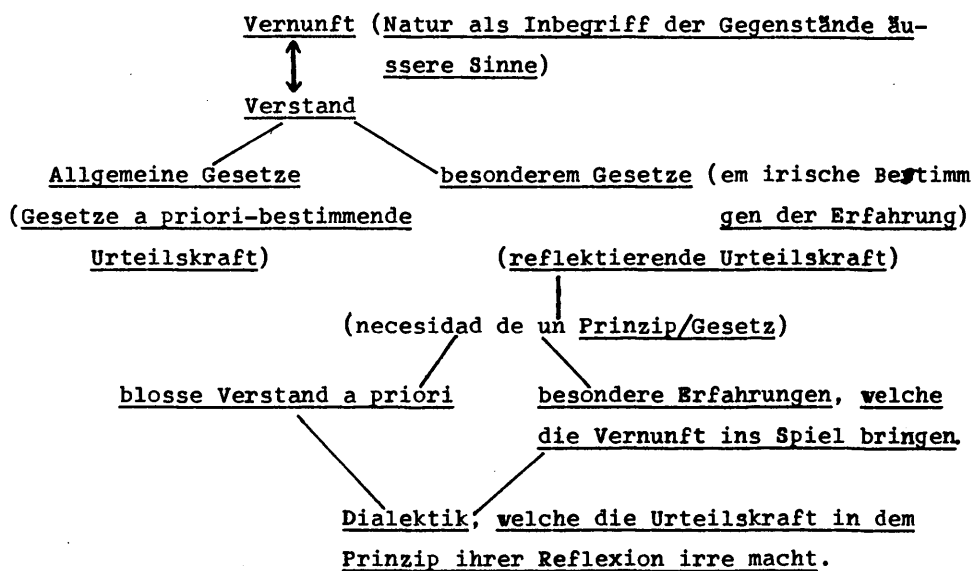 Vernunft (Natur als Inbegriff der Gegenstände äu-
ssere Sinne)
Verstand
Allgemeine Gesetze besonderem Gesetze (em irische Bestimm
(Gesetze a priori-bestimmende gen der Erfahrung)
Urteilskraft) (reflektierende Urteilskraft)
(necesidad de un Prinzip/Gesetz)
blosse Verstand a priori besondere Erfahrungen, welche
die Vernunft ins Spiel bringen.
Dialektik, welche die Urteilskraft in dem
Prinzip ihrer Reflexion irre macht.